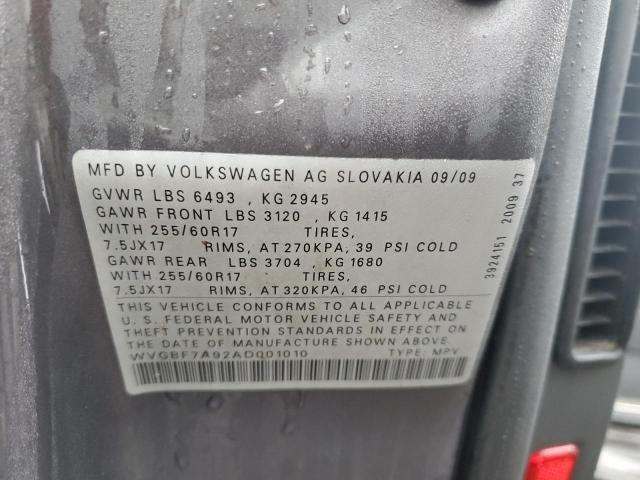 MFD BY VOLKSWAGEN AG SLOVAKIA 09/09
GVWR LBS 6493 , KG 2945
GAWR FRONT LBS 3120 , KG 1415
WITH 255/60R17 TIRES,
7.5JX17 RIMS, AT 270KPA, 39 PSI COLD
GAWR REAR LBS 3704 , KG 1680
WITH 255/60R17 TIRES,
7.5JX17 RIMS, AT 320KPA, 46 PSI COLD
THIS VEHICLE CONFORMS TO ALL APPLICABLE
U. S. FEDERAL MOTOR VEHICLE SAFETY AND
THEFT PREVENTION STANDARDS IN EFFECT ON
THE DATE OF MANUFACTURE SHOWN ABOVE.
WVGBF7A92AD001010 TYPE: MPV
3924151 2009 37